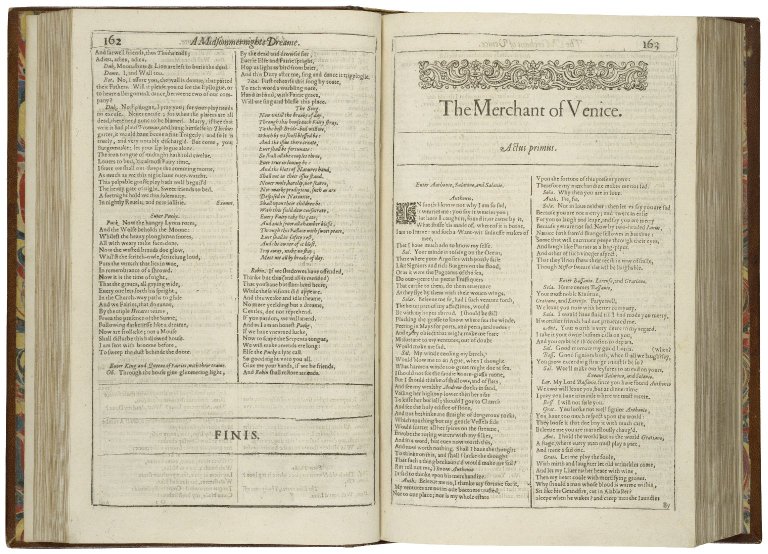 162
A Midsommer nights Dreame.
And farwell friends, thus Thisbie ends;
Adieu, adieu, adieu.
Duk. Moon-shine & Lion are left to burie the dead.
Deme. I, and Wall too.
Bot. No, I assure you, the wall is downe, that parted
their Fathers. Will it please you to see the Epilogue, or
to heare a Bergomask dance, betweene two of our com-
pany?
Duk. No Epilogue, I pray you; for your play needs
no excuse. Neuer excuse; for when the plaiers are all
dead, there need none to be blamed. Marry, if hee that
writ it had plaid Piramus, and hung himselfe in Thisbies
garter, it would haue beene a fine Tragedy: and so it is
truely, and very notably discharg'd. but come, your
Burgomaske; let your Epilogue alone.
The iron tongue of midnight hath told twelue.
Louers to bed, 'tis almost Fairy time.
I feare we shall out-sleepe the comming morne,
As much as we this night haue ouer-watcht.
This palpable grosse play hath well beguil'd
The heauy gate of night. Sweet friends to bed.
A fortnight hold we this solemnity.
In nightly Reuels; and new iollitie.
Exeunt.
Enter Pucke.
Puck Now the hungry Lyons rores,
And the Wolfe beholds the Moone:
Whilest the heauy ploughman snores,
All with weary taske fore-done.
Now the wasted brands doe glow,
Whil'st the scritch-owle, scritching loud,
Puts the wretch that lies in woe,
In remembrance of a shrowd.
Now it is the time of night,
That the graues, all gaping wide,
Euery one lets forth his spright,
In the Church-way paths to glide.
And we Fairies, that do runne,
By the triple Hecates teame,
From the presence of the Sunne,
Following darkenesse like a dreame,
Now are frollicke; not a Mouse
Shall disturbe this hallowed house.
I am sent with broome before,
To sweep the dust behinde the doore.
Enter King and Queene of Fairies, with their traine.
Ob. Through the house giue glimmering light,
By the dead and drowsie fier,
Euerie Elfe and Fairie spright,
Hop as light as bird from brier,
And this Ditty after me, sing and dance it trippinglie.
Tita. First rehearse this song by roate,
To each word a warbling note.
Hand in hand, with Fairie grace,
Will we sing and blesse this place.
The Song.
Now vntill the breake of day,
Through this house each Fairy stray.
To the best Bride-bed will we,
Which by vs shall blessed be:
And the issue there create,
Euer shall be fortunate:
So shall all the couples three,
Euer true in louing be:
And the blots of Natures hand,
Shall not in their issue stand.
Neuer mole, harelip, nor scarre,
Nor marke prodigious, such as are
Despised in Natiuitie,
Shall vpon their children be.
With this field dew consecrate,
Euery Fairy take his gate,
And each seuerall chamber blesse,
Through this Pallace with sweet peace,
Euer shall in safety rest,
And the owner of it blest.
Trip away, make no stay;
Meet me all by breake of day.
Robin. If we shadowes haue offended,
Thinke but this (and all is mended)
That you haue but slumbred heere,
While these visions did appeare.
And this weake and idle theame,
No more yeelding but a dreame,
Gentles, doe not reprehend.
If you pardon, we will mend.
And as I am an honest Pucke,
If we haue vnearned lucke,
Now to scape the Serpents tongue,
We will make amends ere long:
Else the Pucke a lyar call.
So good night vnto you all.
Giue me your hands, if we be friends,
And Robin shall restore amends.
FINIS.
163
The Merchant of Venice.
Actus primus.
Enter Anthonio, Salarino, and Salanio.
Anthonio.
IN sooth I know not why I am so sad,
It wearies me: you say it wearies you;
But how I caught it, found it, or came by it,
What stuffe 'tis made of, whereof it is borne,
I am to learne: and such a Want-wit sadnesse makes of
mee,
That I haue much ado to know my selfe.
Sal. Your minde is tossing on the Ocean,
There where your Argosies with portly saile
Like Signiors and rich Burgers on the flood,
Or as it were the Pageants of the sea,
Do ouer-peere the pettie Traffiquers
That curtsie to them, do them reuerence
As they flye by them with their wouen wings.
Salar. Beleeue me sir, had I such venture forth,
The better part of my affections, would
Be with my hopes abroad. I should be still
Plucking the grasse to know where sits the winde,
Peering in Maps for ports, and peers, and rodes:
And euery obiect that might make me feare
Misfortune to my ventures, out of doubt
Would make me sad.
Sal. My winde cooling my broth,
Would blow me to an Ague, when I thought
What harme a winde too great might doe at sea.
I should not see the sandie houre-glasse runne,
But I should thinke of shallows, and of flats,
And see my wealthy Andrew docks in sand,
Vailing her high top lower then her ribs
To kisse her buriall; should I goe to Church
And see the holy edifice of stone,
And not bethinke me straight of dangerous rocks,
Which touching but my gentle Vessels side
Would scatter all her spices on the streame,
Enrobe the roring waters with my silkes,
And in a word, but euen now worth this,
And now worth nothing. Shall I haue the thought
To thinke on this, and shall I lacke the thought
That such a thing bechaunc'd would make me sad?
But tell not me, I know Anthonio
Is sad to thinke vpon his merchandize.
Anth. Beleeue me no, I thanke my fortune for it,
My ventures are not in one bottome trusted,
Nor to one place; nor is my whole estate
Vpon the fortune of this present yeere:
Therefore my merchandize makes me not sad.
Sola. Why then you are in loue.
Anth. Fie, fie.
Sola. Not in loue neither: then let vs say you are sad
Because you are not merry; and 'twere as easie
For you to laugh and leape, and say you are merry
Because you are not sad. Now by two-headed Ianus,
Nature hath fram'd strange fellowes in her time:
Some that will euermore peepe through their eyes,
And laugh like Parrats at a bag-piper.
And other of such vineger aspect,
That they'll not shew their teeth in way of smile,
Though Nestor sweare the iest be laughable.
Enter Bassanio, Lorenso, and Gratiano.
Sola. Heere comes Bassanio,
Your most noble Kinsman,
Gratiano, and Lorenso. Faryewell,
We leaue you now with better company.
Sala. I would haue staid till I had made you merry,
If worthier friends had not preuented me.
Ant. Your worth is very deere in my regard.
I take it your owne busines calls on you,
And you embrace th'occasion to depart.
Sal. Good morrow my good Lords.
(when?
Bass. Good signiors both, when shall we laugh? say,
You grow exceeding strange: must it be so?
Sal. Wee'll make our leysures to attend on yours.
Exeunt Salarino, and Solanio.
Lor. My Lord Bassanio, since you haue found Anthonio
We two will leaue you, but at dinner time
I pray you haue in minde where we must meete.
Bass. I will not faile you.
Grat. You looke not well signior Anthonio,
You haue too much respect vpon the world:
They loose it that doe buy it with much care,
Beleeue me you are maruellously chang'd.
Ant. I hold the world but as the world Gratiano,
A stage, where euery man must play a part,
And mine a sad one.
Grati. Let me play the foole,
With mirth and laughter let old wrinckles come,
And let my Liuer rather heate with wine,
Then my heart coole with mortifying grones.
Why should a man whose bloud is warme within,
Sit like his Grandsire, cut in Alablaster?
Sleepe when he wakes? and creep into the Iaundies
By